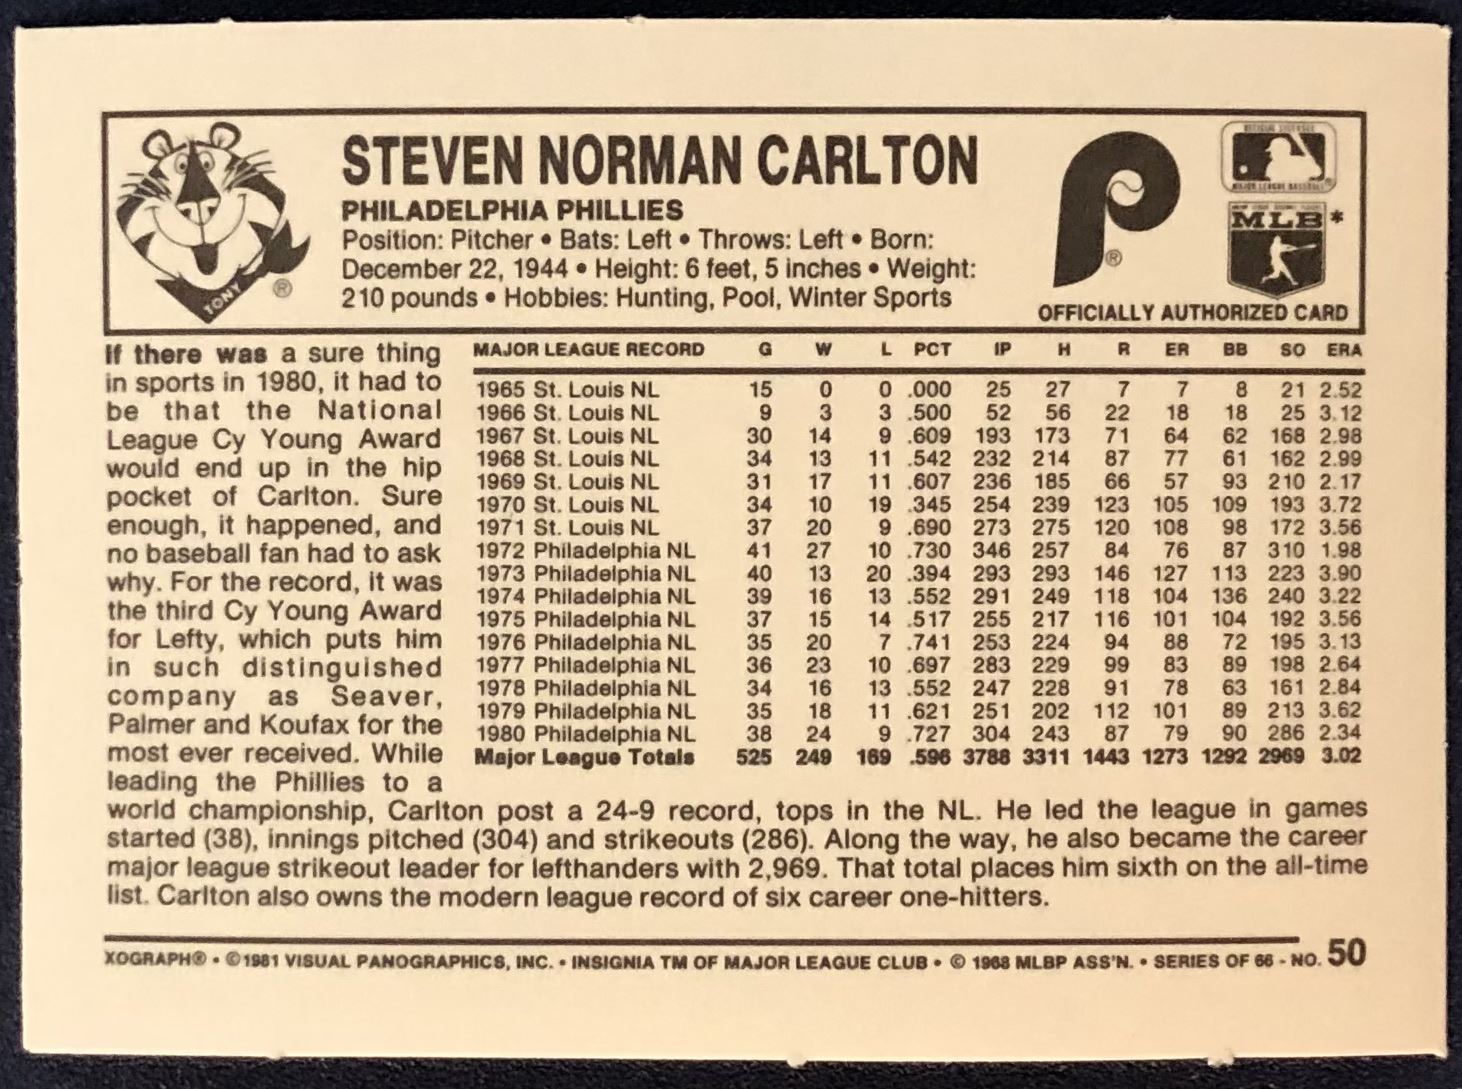 STEVEN NORMAN CARLTON
PHILADELPHIA PHILLIES
Position: Pitcher • Bats: Left • Throws: Left • Born:
December 22, 1944 • Height: 6 feet, 5 inches • Weight:
210 pounds • Hobbies: Hunting, Pool, Winter Sports
TONY ®
P ®
MAJOR LEAGUE BASEBALL ®
MLB *
OFFICIALLY AUTHORIZED CARD
If there was a sure thing
in sports in 1980, it had to
be that the National
League Cy Young Award
would end up in the hip
pocket of Carlton. Sure
enough, it happened, and
no baseball fan had to ask
why. For the record, it was
the third Cy Young Award
for Lefty, which puts him
in such distinguished
company as Seaver,
Palmer and Koufax for the
most ever received. While
leading the Phillies to a
world championship, Carlton post a 24-9 record, tops in the NL. He led the league in games
started (38), innings pitched (304) and strikeouts (286). Along the way, he also became the career
major league strikeout leader for lefthanders with 2,969. That total places him sixth on the all-time
list. Carlton also owns the modern league record of six career one-hitters.
MAJOR LEAGUE RECORD G W L PCT IP H R ER BB SO ERA
1965 St. Louis NL 15 0 0 .000 25 27 7 7 8 21 2.52
1966 St. Louis NL 9 3 3 .500 52 56 22 18 18 25 3.12
1967 St. Louis NL 30 14 9 .609 193 173 71 64 62 168 2.98
1968 St. Louis NL 34 13 11 .542 232 214 87 77 61 162 2.99
1969 St. Louis NL 31 17 11 .607 236 185 66 57 93 210 2.17
1970 St. Louis NL 34 10 19 .345 254 239 123 105 109 193 3.72
1971 St. Louis NL 37 20 9 .690 273 275 120 108 98 172 3.56
1972 Philadelphia NL 41 27 10 .730 346 257 84 76 87 310 1.98
1973 Philadelphia NL 40 13 20 .394 293 293 146 127 113 223 3.90
1974 Philadelphia NL 39 16 13 .552 291 249 118 104 136 240 3.22
1975 Philadelphia NL 37 15 14 .517 255 217 116 101 104 192 3.56
1976 Philadelphia NL 35 20 7 .741 253 224 94 88 72 195 3.13
1977 Philadelphia NL 36 23 10 .697 283 229 99 83 89 198 2.64
1978 Philadelphia NL 34 16 13 .552 247 228 91 78 63 161 2.84
1979 Philadelphia NL 35 18 11 .621 251 202 112 101 89 213 3.62
1980 Philadelphia NL 38 24 9 .727 304 243 87 79 90 286 2.34
Major League Totals 525 249 169 .596 3788 3311 1443 1273 1292 2969 3.02
XOGRAPH® • ©1981 VISUAL PANOGRAPHICS, INC. • INSIGNIA TM OF MAJOR LEAGUE CLUB • © 1968 MLBP ASS'N. • SERIES OF 66 - NO. 50